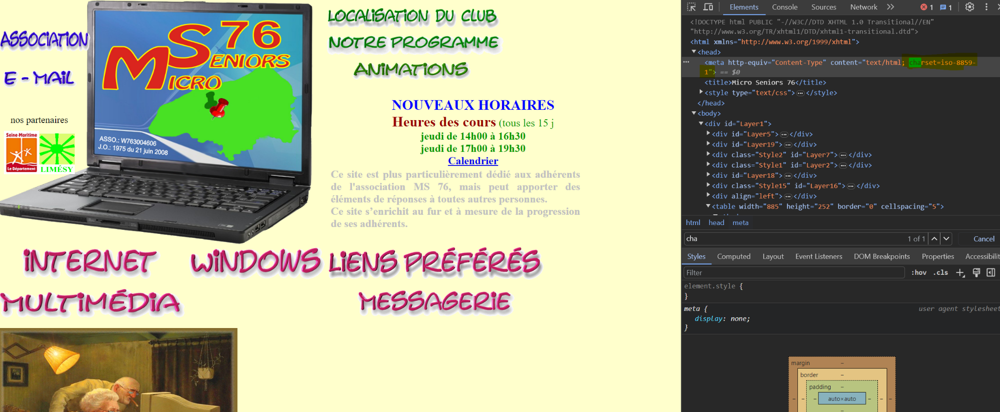 ASSOCIATION
E - MAIL
nos partenaires
Seine-Maritime
Le Département
LIMÉSY
MICRO SENIORS 76
ASSO.: W763004606
J.O.: 1975 du 21 juin 2008
LOCALISATION DU CLUB
NOTRE PROGRAMME
ANIMATIONS
NOUVEAUX HORAIRES
Heures des cours (tous les 15 j
jeudi de 14h00 à 16h30
jeudi de 17h00 à 19h30
Calendrier
Ce site est plus particulièrement dédié aux adhérents
de l'association MS 76, mais peut apporter des
éléments de réponses à toutes autres personnes.
Ce site s’enrichit au fur et à mesure de la progression
de ses adhérents.
INTERNET
WINDOWS
LIENS PRÉFÉRÉS
MULTIMÉDIA
MESSAGERIE
Elements Console Sources Network 1 1
<!DOCTYPE html PUBLIC "-//W3C//DTD XHTML 1.0 Transitional//EN"
"http://www.w3.org/TR/xhtml1/DTD/xhtml1-transitional.dtd">
<html xmlns="http://www.w3.org/1999/xhtml">
<head>
<meta http-equiv="Content-Type" content="text/html; charset=iso-8859-
1"> == $0
<title>Micro Seniors 76</title>
<style type="text/css">…</style>
</head>
<body>
<div id="Layer1">
<div id="Layer5">…</div>
<div id="Layer19">…</div>
<div class="Style2" id="Layer7">…</div>
<div class="Style1" id="Layer2">…</div>
<div id="Layer18">…</div>
<div class="Style15" id="Layer16">…</div>
<div align="left">…</div>
<table width="885" height="252" border="0" cellspacing="5">
html head meta
cha 1 of 1 Cancel
Styles Computed Layout Event Listeners DOM Breakpoints Properties Accessibilit
Filter :hov .cls
element.style {
}
meta { user agent stylesheet
display: none;
}
margin –
border –
padding –
– – – auto×auto – – –
–